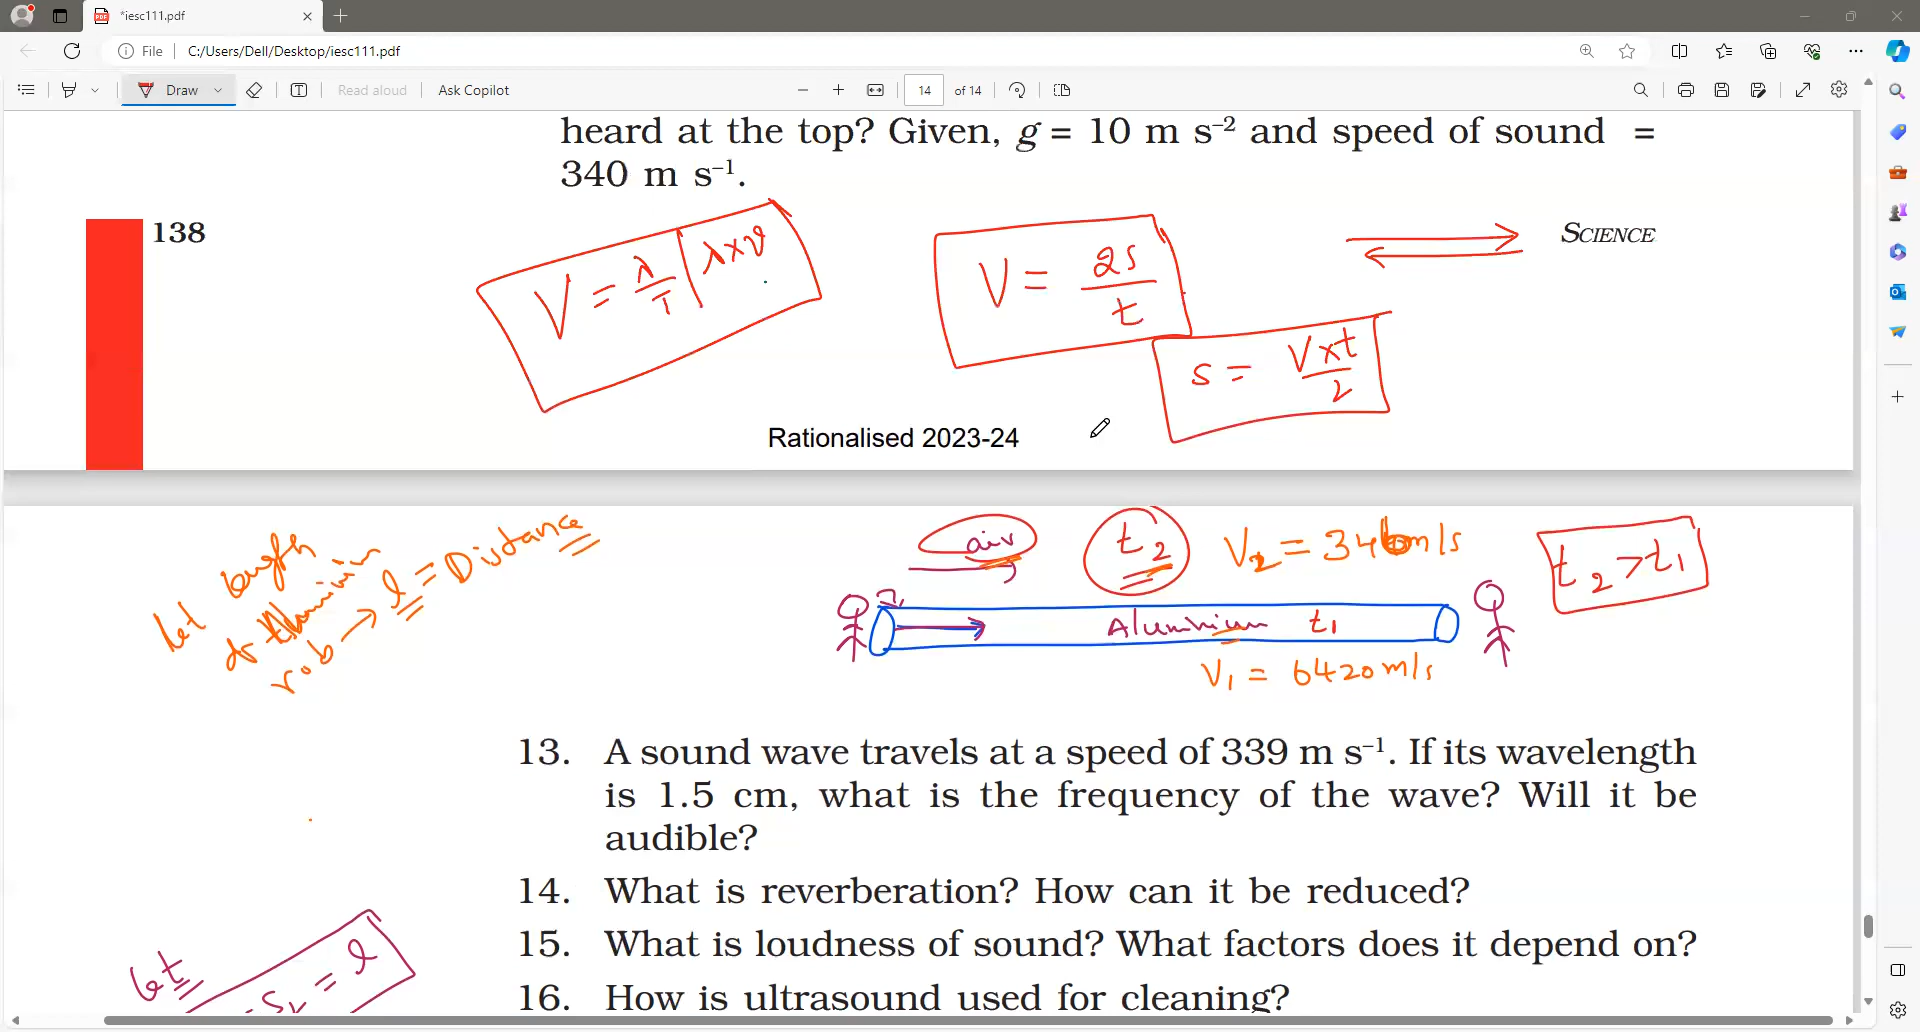 *iesc111.pdf
File C:/Users/Dell/Desktop/iesc111.pdf
Draw Read aloud Ask Copilot 14 of 14
heard at the top? Given, g = 10 m s⁻² and speed of sound =
340 m s⁻¹.
138
SCIENCE
V = λ/T | λ×ν
V = 2s/t
s = V×t/2
Rationalised 2023-24
let length
of Aluminium
rod → l = Distance
air t₂ V₂ = 346m/s t₂ > t₁
Aluminium t₁
V₁ = 6420m/s
13. A sound wave travels at a speed of 339 m s⁻¹. If its wavelength
is 1.5 cm, what is the frequency of the wave? Will it be
audible?
14. What is reverberation? How can it be reduced?
15. What is loudness of sound? What factors does it depend on?
let
= l
16. How is ultrasound used for cleaning?